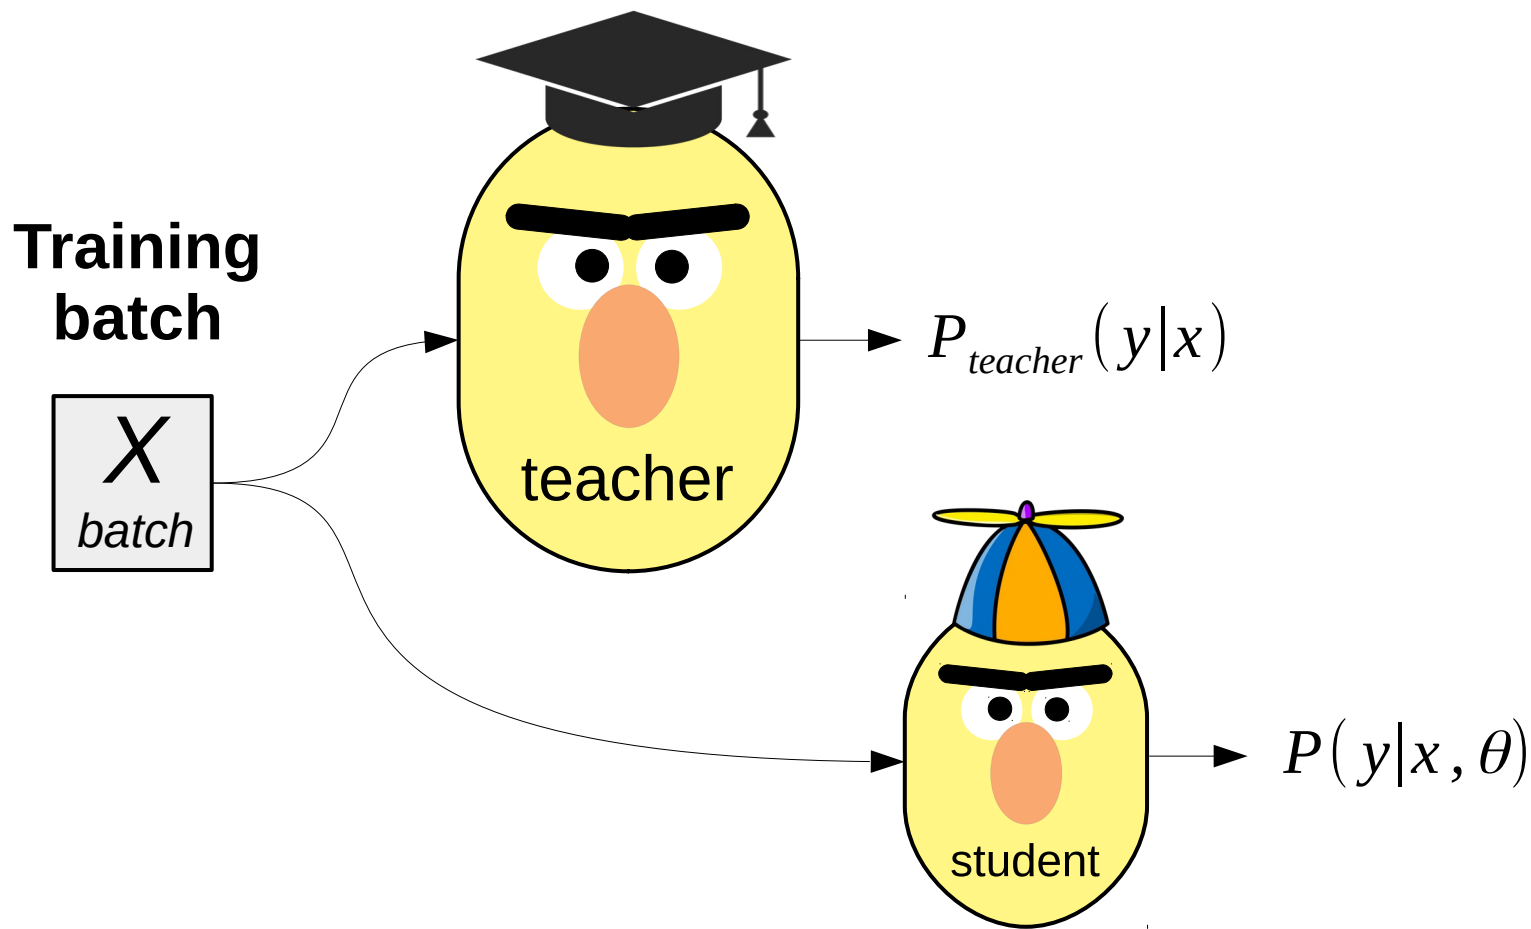 Training
batch
X
batch
teacher
P_teacher(y|x)
student
P(y|x, θ)